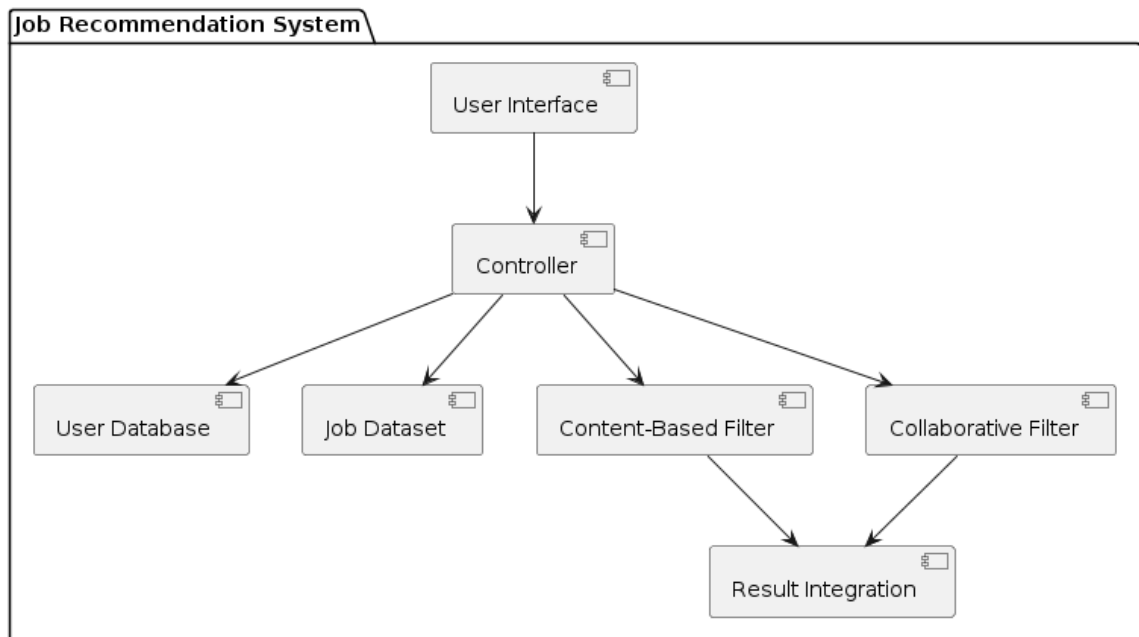 Job Recommendation System
User Interface
Controller
User Database
Job Dataset
Content-Based Filter
Collaborative Filter
Result Integration